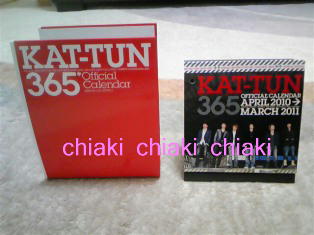 KAT-TUN
365
Official
Calendar
KAT-TUN
365
OFFICIAL CALENDAR
APRIL 2010→
MARCH 2011
chiaki chiaki chiaki